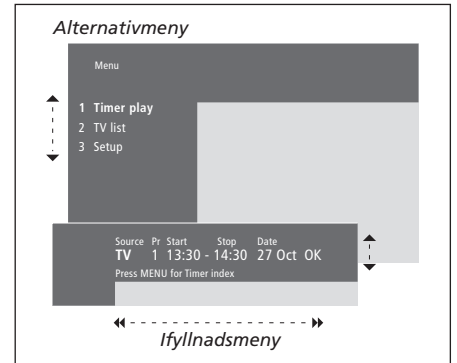 Alternativmeny
Menu
1 Timer play
2 TV list
3 Setup
Source Pr Start Stop Date
TV 1 13:30 - 14:30 27 Oct OK
Press MENU for Timer index
Ifyllnadsmeny